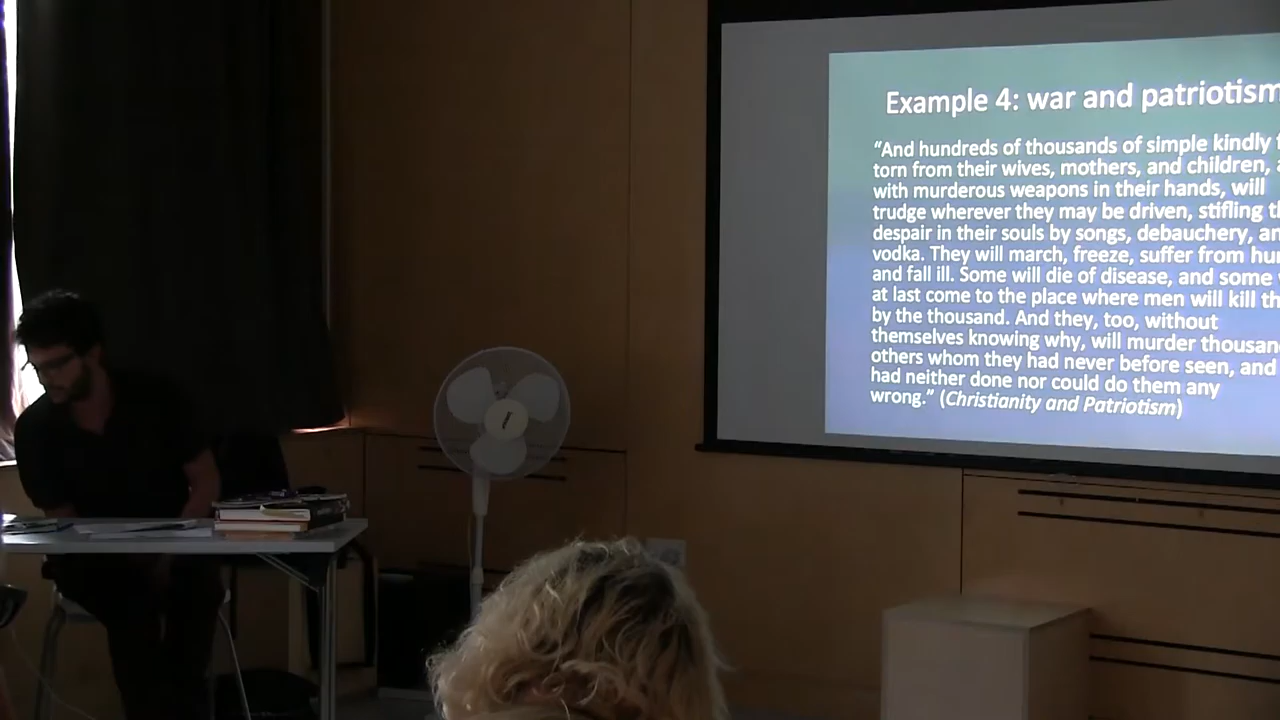 Example 4: war and patriotism
“And hundreds of thousands of simple kindly
torn from their wives, mothers, and children,
with murderous weapons in their hands, will
trudge wherever they may be driven, stifling
despair in their souls by songs, debauchery,
vodka. They will march, freeze, suffer from
and fall ill. Some will die of disease, and some
at last come to the place where men will kill
by the thousand. And they, too, without
themselves knowing why, will murder
others whom they had never before seen, and
had neither done nor could do them any
wrong.” (Christianity and Patriotism)